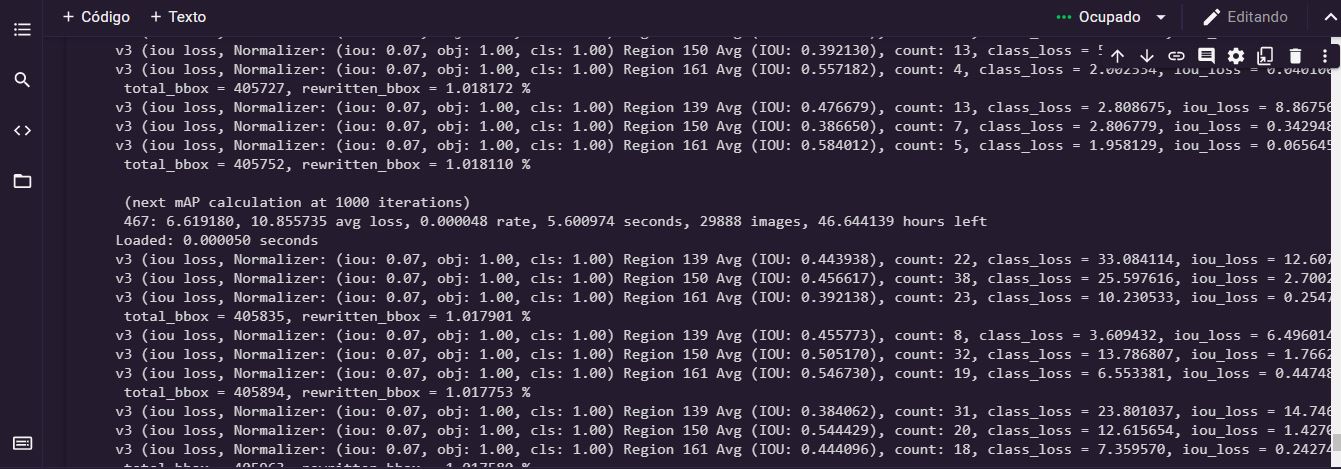 + Código + Texto Ocupado Editando
v3 (iou loss, Normalizer: (iou: 0.07, obj: 1.00, cls: 1.00) Region 150 Avg (IOU: 0.392130), count: 13, class_loss =
v3 (iou loss, Normalizer: (iou: 0.07, obj: 1.00, cls: 1.00) Region 161 Avg (IOU: 0.557182), count: 4, class_loss = 2.002534, iou_loss = 0.040100
total_bbox = 405727, rewritten_bbox = 1.018172 %
v3 (iou loss, Normalizer: (iou: 0.07, obj: 1.00, cls: 1.00) Region 139 Avg (IOU: 0.476679), count: 13, class_loss = 2.808675, iou_loss = 8.86756
v3 (iou loss, Normalizer: (iou: 0.07, obj: 1.00, cls: 1.00) Region 150 Avg (IOU: 0.386650), count: 7, class_loss = 2.806779, iou_loss = 0.342948
v3 (iou loss, Normalizer: (iou: 0.07, obj: 1.00, cls: 1.00) Region 161 Avg (IOU: 0.584012), count: 5, class_loss = 1.958129, iou_loss = 0.065645
total_bbox = 405752, rewritten_bbox = 1.018110 %
(next mAP calculation at 1000 iterations)
467: 6.619180, 10.855735 avg loss, 0.000048 rate, 5.600974 seconds, 29888 images, 46.644139 hours left
Loaded: 0.000050 seconds
v3 (iou loss, Normalizer: (iou: 0.07, obj: 1.00, cls: 1.00) Region 139 Avg (IOU: 0.443938), count: 22, class_loss = 33.084114, iou_loss = 12.607
v3 (iou loss, Normalizer: (iou: 0.07, obj: 1.00, cls: 1.00) Region 150 Avg (IOU: 0.456617), count: 38, class_loss = 25.597616, iou_loss = 2.7002
v3 (iou loss, Normalizer: (iou: 0.07, obj: 1.00, cls: 1.00) Region 161 Avg (IOU: 0.392138), count: 23, class_loss = 10.230533, iou_loss = 0.2547
total_bbox = 405835, rewritten_bbox = 1.017901 %
v3 (iou loss, Normalizer: (iou: 0.07, obj: 1.00, cls: 1.00) Region 139 Avg (IOU: 0.455773), count: 8, class_loss = 3.609432, iou_loss = 6.496014
v3 (iou loss, Normalizer: (iou: 0.07, obj: 1.00, cls: 1.00) Region 150 Avg (IOU: 0.505170), count: 32, class_loss = 13.786807, iou_loss = 1.7662
v3 (iou loss, Normalizer: (iou: 0.07, obj: 1.00, cls: 1.00) Region 161 Avg (IOU: 0.546730), count: 19, class_loss = 6.553381, iou_loss = 0.44748
total_bbox = 405894, rewritten_bbox = 1.017753 %
v3 (iou loss, Normalizer: (iou: 0.07, obj: 1.00, cls: 1.00) Region 139 Avg (IOU: 0.384062), count: 31, class_loss = 23.801037, iou_loss = 14.746
v3 (iou loss, Normalizer: (iou: 0.07, obj: 1.00, cls: 1.00) Region 150 Avg (IOU: 0.544429), count: 20, class_loss = 12.615654, iou_loss = 1.4270
v3 (iou loss, Normalizer: (iou: 0.07, obj: 1.00, cls: 1.00) Region 161 Avg (IOU: 0.444096), count: 18, class_loss = 7.359570, iou_loss = 0.24274
total_bbox = 405963, rewritten_bbox = 1.017580 %